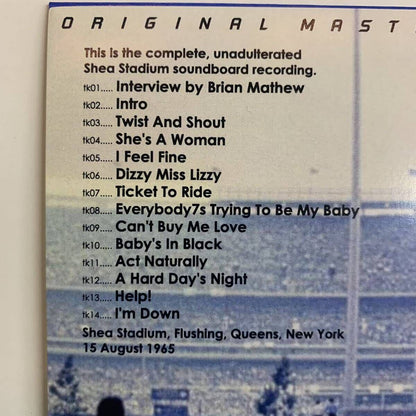 ORIGINAL MAST
This is the complete, unadulterated
Shea Stadium soundboard recording.
tk01..... Interview by Brian Mathew
tk02..... Intro
tk03..... Twist And Shout
tk04..... She's A Woman
tk05..... I Feel Fine
tk06..... Dizzy Miss Lizzy
tk07..... Ticket To Ride
tk08..... Everybody7s Trying To Be My Baby
tk09..... Can't Buy Me Love
tk10..... Baby's In Black
tk11..... Act Naturally
tk12..... A Hard Day's Night
tk13..... Help!
tk14..... I'm Down
Shea Stadium, Flushing, Queens, New York
15 August 1965